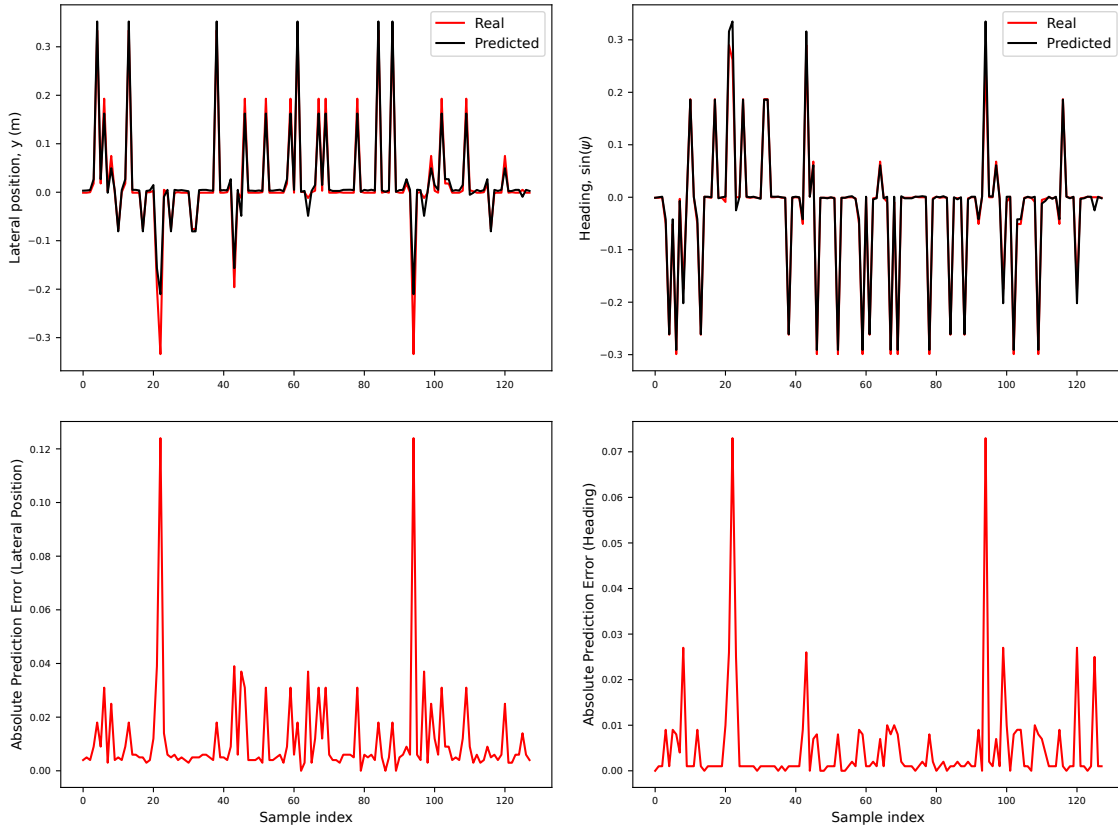 Lateral position, y (m)
0.3
0.2
0.1
0.0
−0.1
−0.2
−0.3
0 20 40 60 80 100 120
Real
Predicted
Heading, sin(ψ)
0.3
0.2
0.1
0.0
−0.1
−0.2
−0.3
0 20 40 60 80 100 120
Real
Predicted
Absolute Prediction Error (Lateral Position)
0.12
0.10
0.08
0.06
0.04
0.02
0.00
0 20 40 60 80 100 120
Sample index
Absolute Prediction Error (Heading)
0.07
0.06
0.05
0.04
0.03
0.02
0.01
0.00
0 20 40 60 80 100 120
Sample index